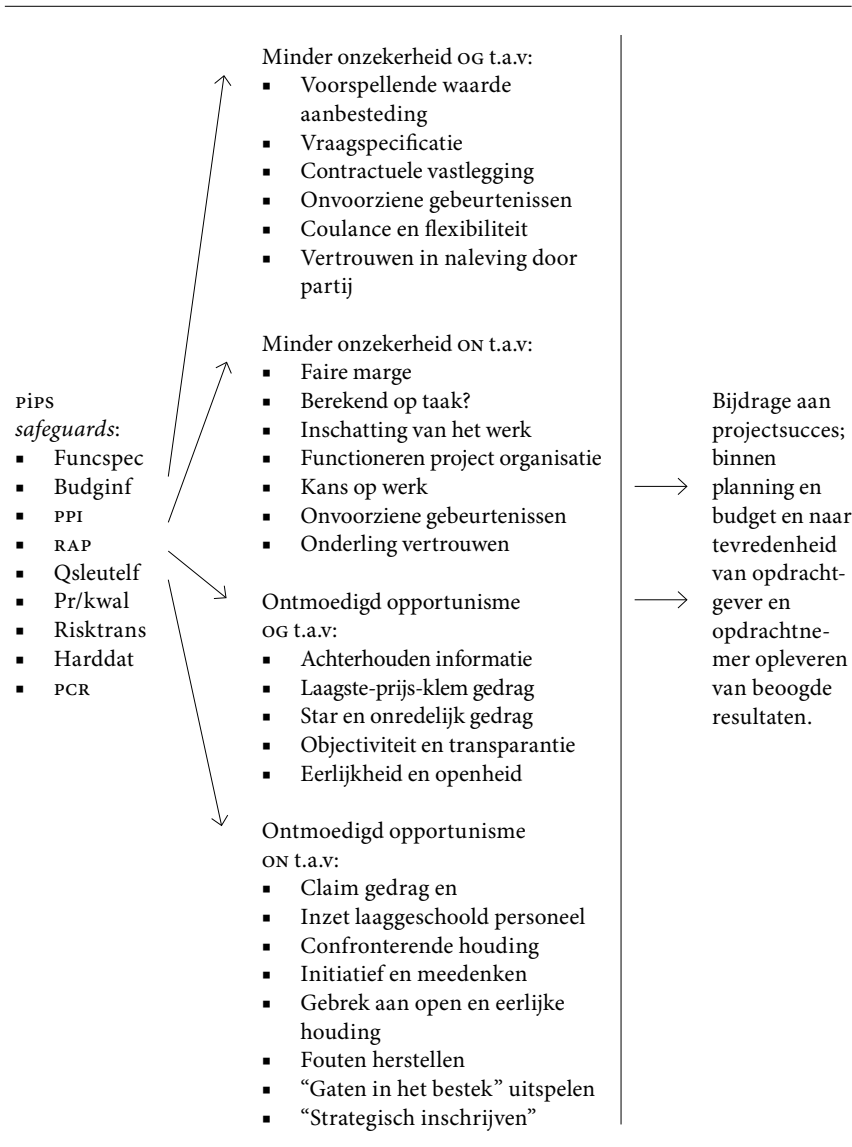 PiPS
safeguards:
▪ Funcspec
▪ Budginf
▪ PPI
▪ RAP
▪ Qsleutelf
▪ Pr/kwal
▪ Risktrans
▪ Harddat
▪ PCR
Minder onzekerheid OG t.a.v:
▪ Voorspellende waarde
aanbesteding
▪ Vraagspecificatie
▪ Contractuele vastlegging
▪ Onvoorziene gebeurtenissen
▪ Coulance en flexibiliteit
▪ Vertrouwen in naleving door
partij
Minder onzekerheid ON t.a.v:
▪ Faire marge
▪ Berekend op taak?
▪ Inschatting van het werk
▪ Functioneren project organisatie
▪ Kans op werk
▪ Onvoorziene gebeurtenissen
▪ Onderling vertrouwen
Ontmoedigd opportunisme
OG t.a.v:
▪ Achterhouden informatie
▪ Laagste-prijs-klem gedrag
▪ Star en onredelijk gedrag
▪ Objectiviteit en transparantie
▪ Eerlijkheid en openheid
Ontmoedigd opportunisme
ON t.a.v:
▪ Claim gedrag en
▪ Inzet laaggeschoold personeel
▪ Confronterende houding
▪ Initiatief en meedenken
▪ Gebrek aan open en eerlijke
houding
▪ Fouten herstellen
▪ “Gaten in het bestek” uitspelen
▪ “Strategisch inschrijven”
Bijdrage aan
projectsucces;
binnen
planning en
budget en naar
tevredenheid
van opdracht-
gever en
opdrachtne-
mer opleveren
van beoogde
resultaten.